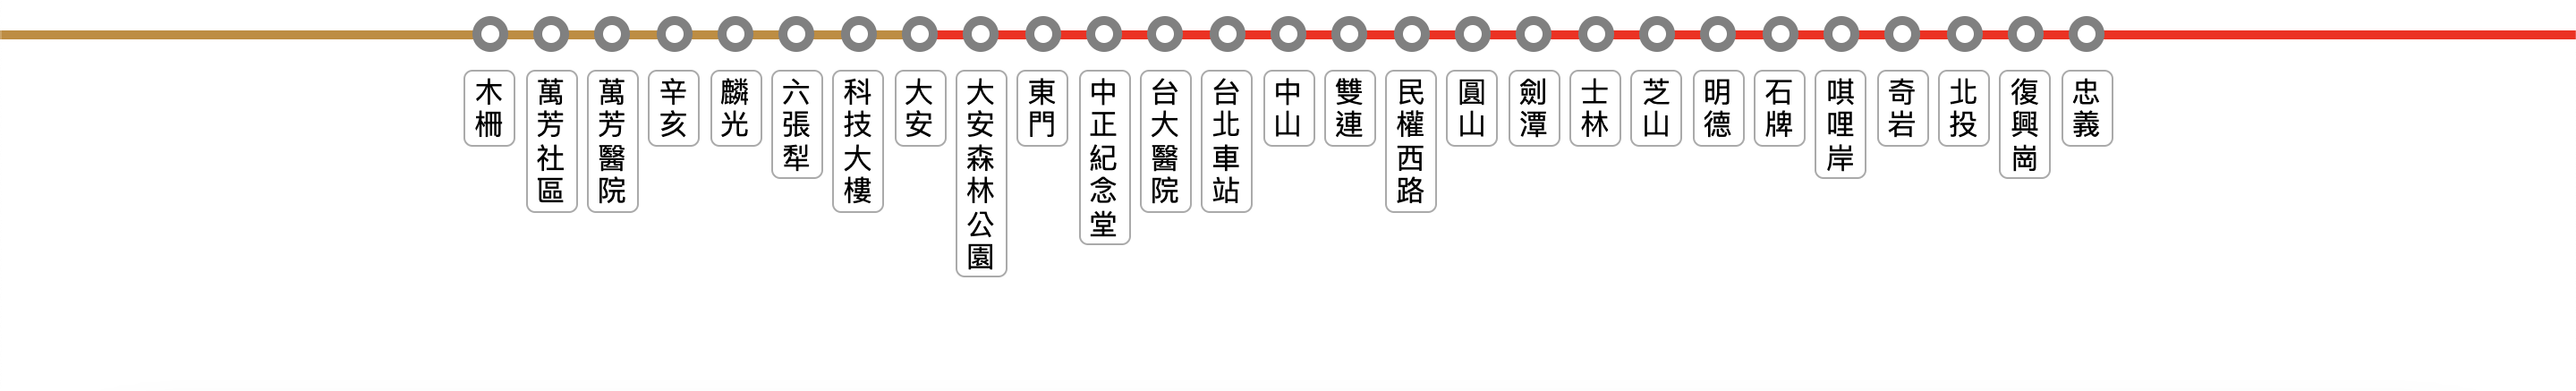 木柵
萬芳社區
萬芳醫院
辛亥
麟光
六張犁
科技大樓
大安
大安森林公園
東門
中正紀念堂
台大醫院
台北車站
中山
雙連
民權西路
圓山
劍潭
士林
芝山
明德
石牌
唭哩岸
奇岩
北投
復興崗
忠義